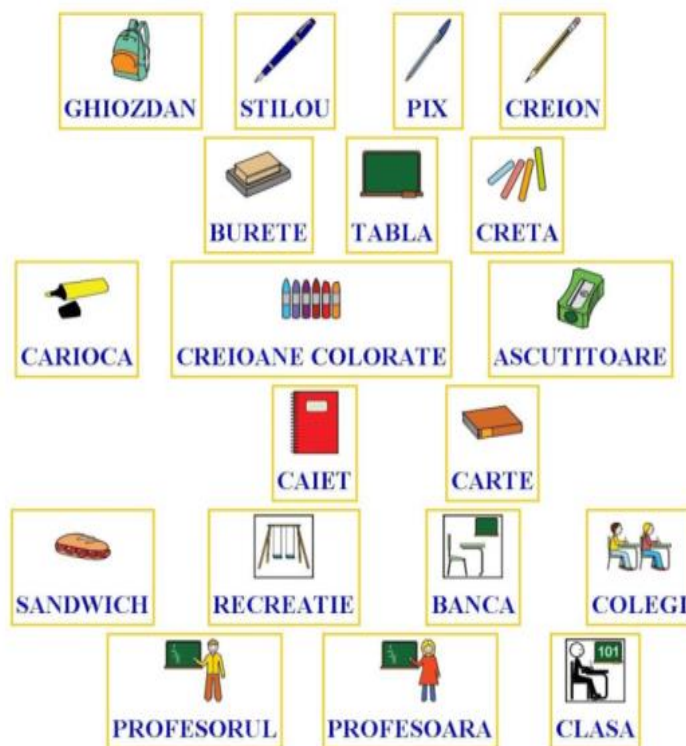 GHIOZDAN STILOU PIX CREION
BURETE TABLA CRETA
CARIOCA CREIOANE COLORATE ASCUTITOARE
CAIET CARTE
SANDWICH RECREATIE BANCA COLEGI
PROFESORUL PROFESOARA CLASA
101